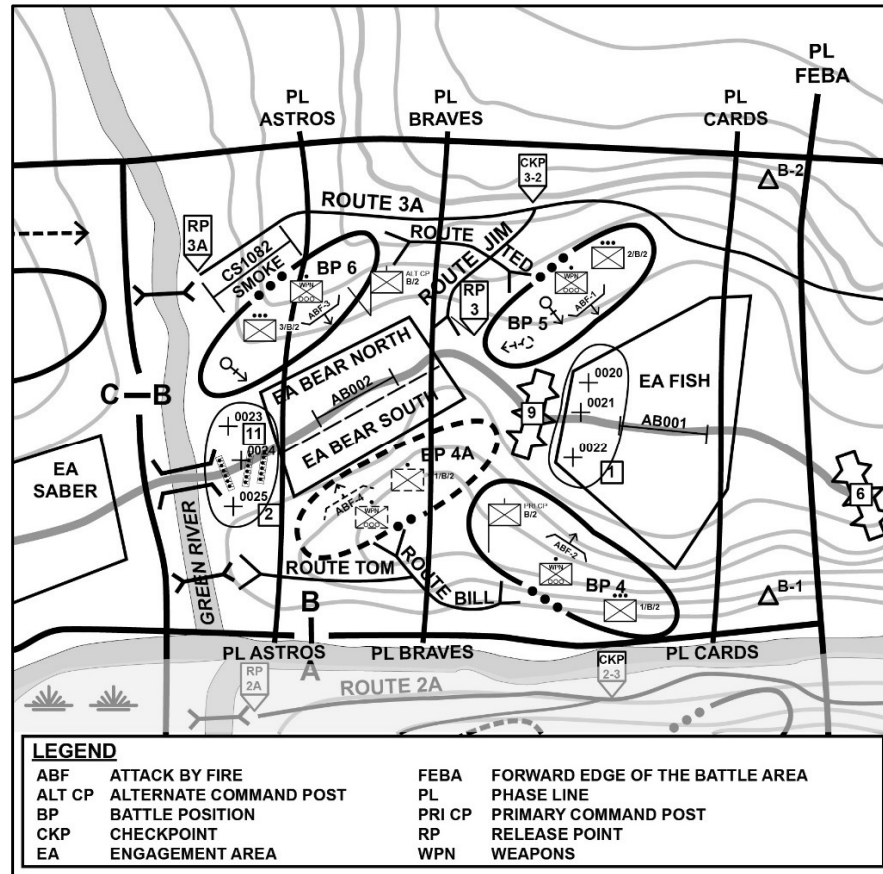 PL
FEBA
PL
ASTROS
PL
BRAVES
PL
CARDS
CKP
3-2
B-2
ROUTE 3A
RP
3A
ROUTE
TED
ROUTE JIM
CS1082
SMOKE
BP 6
WPN
ABF-3
3/B/2
ALT CP
B/2
RP
3
2/B/2
WPN
ABF-1
BP 5
EA BEAR NORTH
AB002
EA BEAR SOUTH
0020
0021
0022
EA FISH
AB001
1
9
6
C
B
0023
11
0024
0025
2
EA
SABER
BP 4A
1/B/2
ABF-4
WPN
PRI CP
B/2
ABF-2
WPN
BP 4
1/B/2
B-1
GREEN RIVER
ROUTE TOM
ROUTE
BILL
B
A
PL ASTROS
PL BRAVES
PL CARDS
RP
2A
ROUTE 2A
CKP
2-3
LEGEND
ABF ATTACK BY FIRE
ALT CP ALTERNATE COMMAND POST
BP BATTLE POSITION
CKP CHECKPOINT
EA ENGAGEMENT AREA
FEBA FORWARD EDGE OF THE BATTLE AREA
PL PHASE LINE
PRI CP PRIMARY COMMAND POST
RP RELEASE POINT
WPN WEAPONS